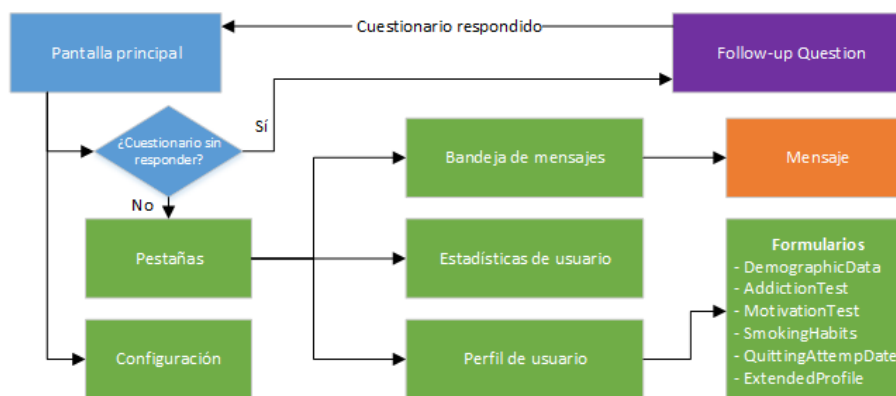 Cuestionario respondido
Pantalla principal
Follow-up Question
¿Cuestionario sin
responder?
Sí
No
Bandeja de mensajes
Mensaje
Pestañas
Estadísticas de usuario
Formularios
- DemographicData
- AddictionTest
- MotivationTest
- SmokingHabits
- QuittingAttempDate
- ExtendedProfile
Configuración
Perfil de usuario